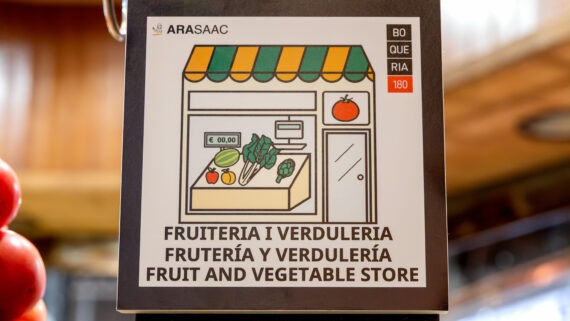 ARASAAC
BO
QUE
RIA
180
€ 00,00
FRUITERIA I VERDULERIA
FRUTERÍA Y VERDULERÍA
FRUIT AND VEGETABLE STORE